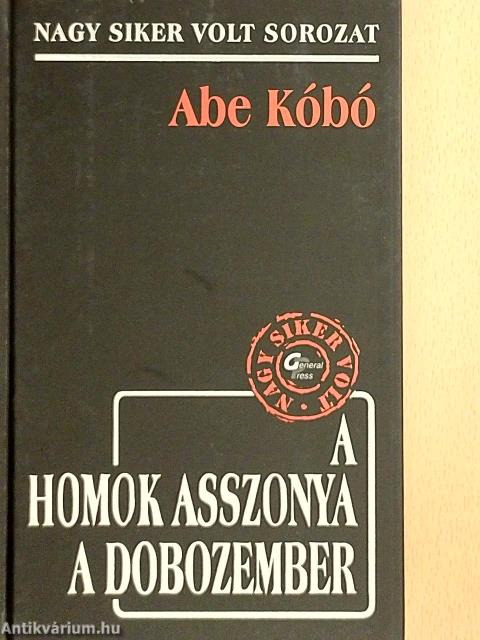 NAGY SIKER VOLT SOROZAT
Abe Kóbó
NAGY SIKER VOLT •
General
Press
A
HOMOK ASSZONYA
A DOBOZEMBER
Antikvárium.hu